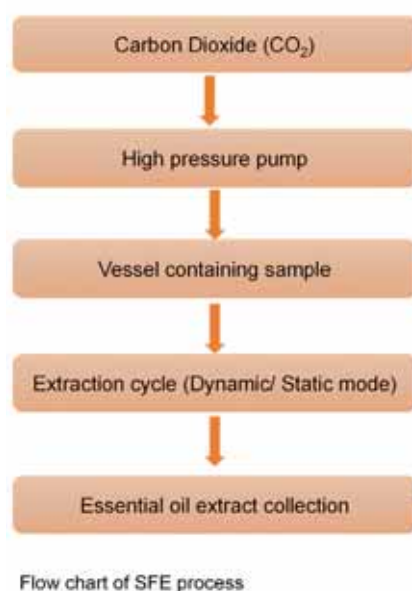 Carbon Dioxide (CO₂)
High pressure pump
Vessel containing sample
Extraction cycle (Dynamic/ Static mode)
Essential oil extract collection
Flow chart of SFE process